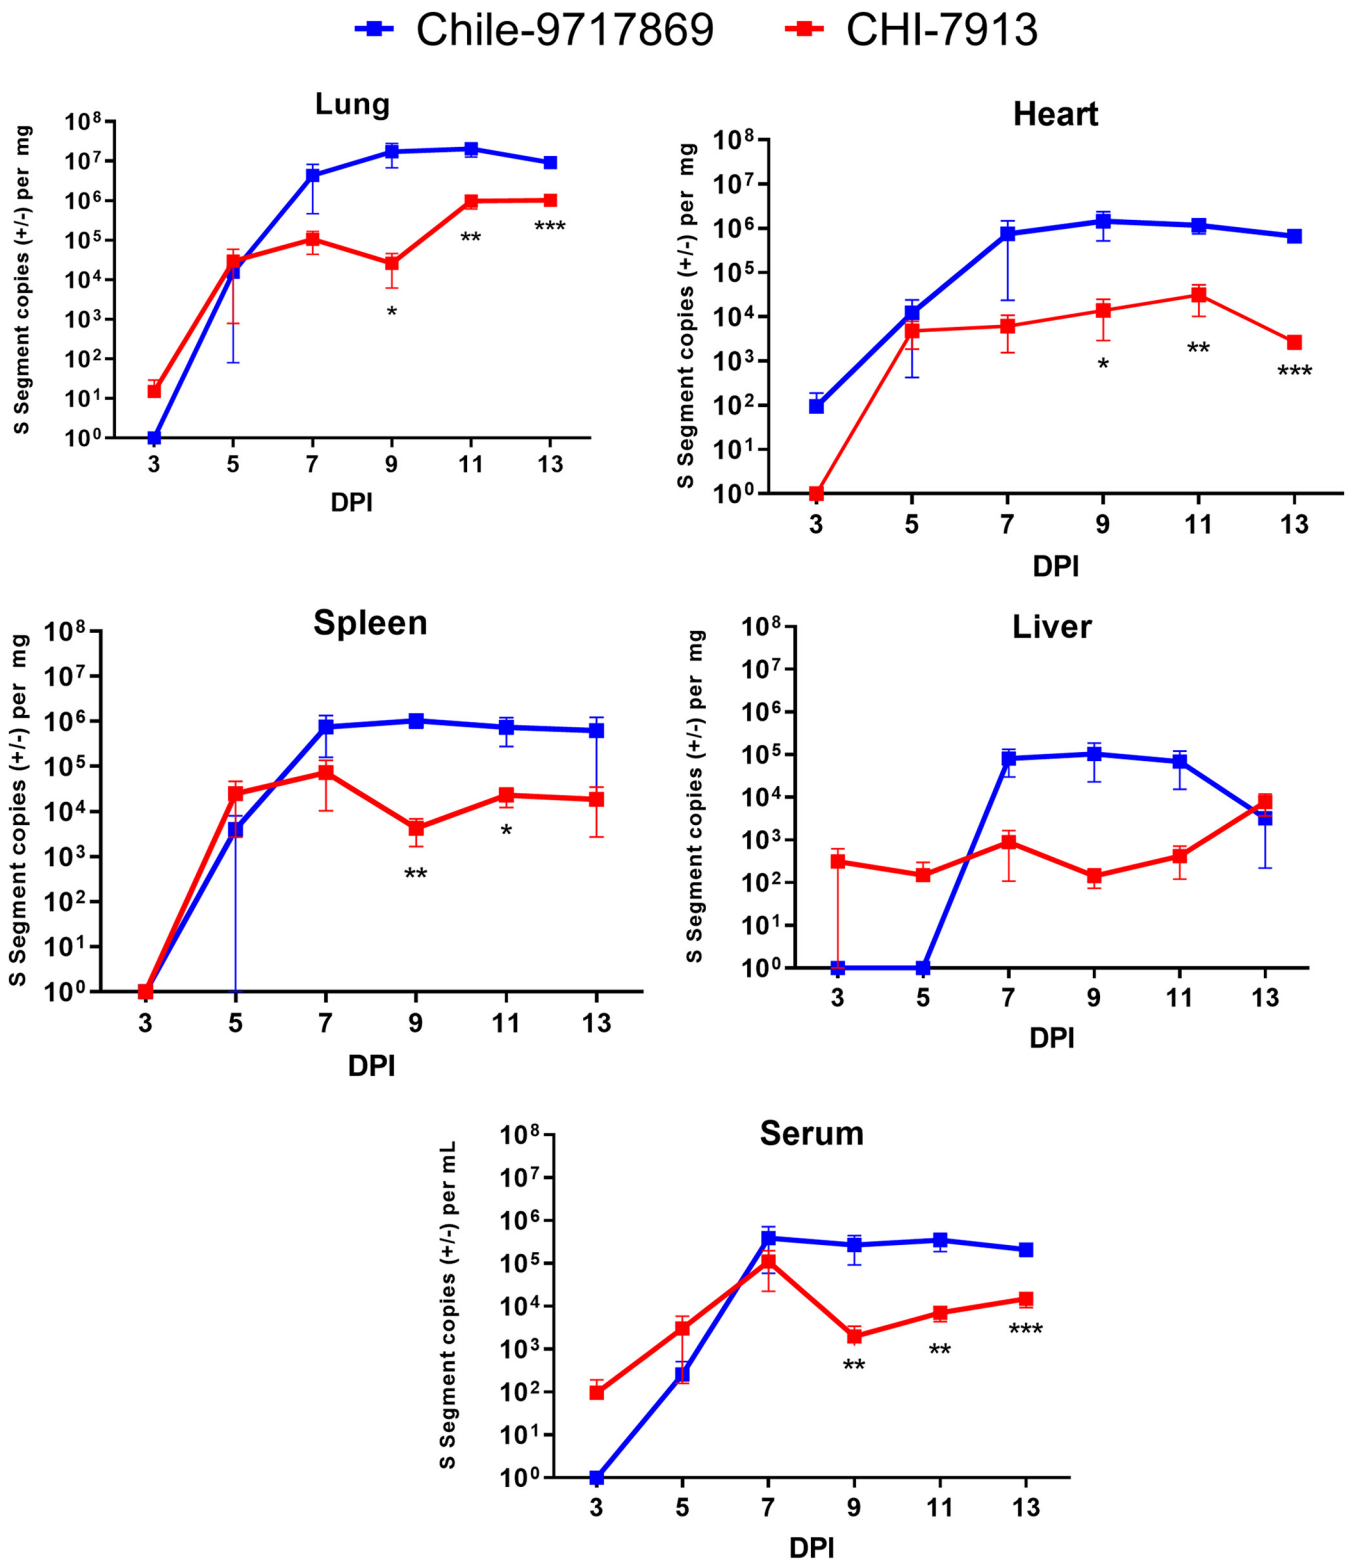 Chile-9717869 CHI-7913
Lung
S Segment copies (+/-) per mg
10⁸
10⁷
10⁶
10⁵
10⁴
10³
10²
10¹
10⁰
*
**
***
3 5 7 9 11 13
DPI
Heart
S Segment copies (+/-) per mg
10⁸
10⁷
10⁶
10⁵
10⁴
10³
10²
10¹
10⁰
*
**
***
3 5 7 9 11 13
DPI
Spleen
S Segment copies (+/-) per mg
10⁸
10⁷
10⁶
10⁵
10⁴
10³
10²
10¹
10⁰
**
*
3 5 7 9 11 13
DPI
Liver
S Segment copies (+/-) per mg
10⁸
10⁷
10⁶
10⁵
10⁴
10³
10²
10¹
10⁰
3 5 7 9 11 13
DPI
Serum
S Segment copies (+/-) per mL
10⁸
10⁷
10⁶
10⁵
10⁴
10³
10²
10¹
10⁰
**
**
***
3 5 7 9 11 13
DPI